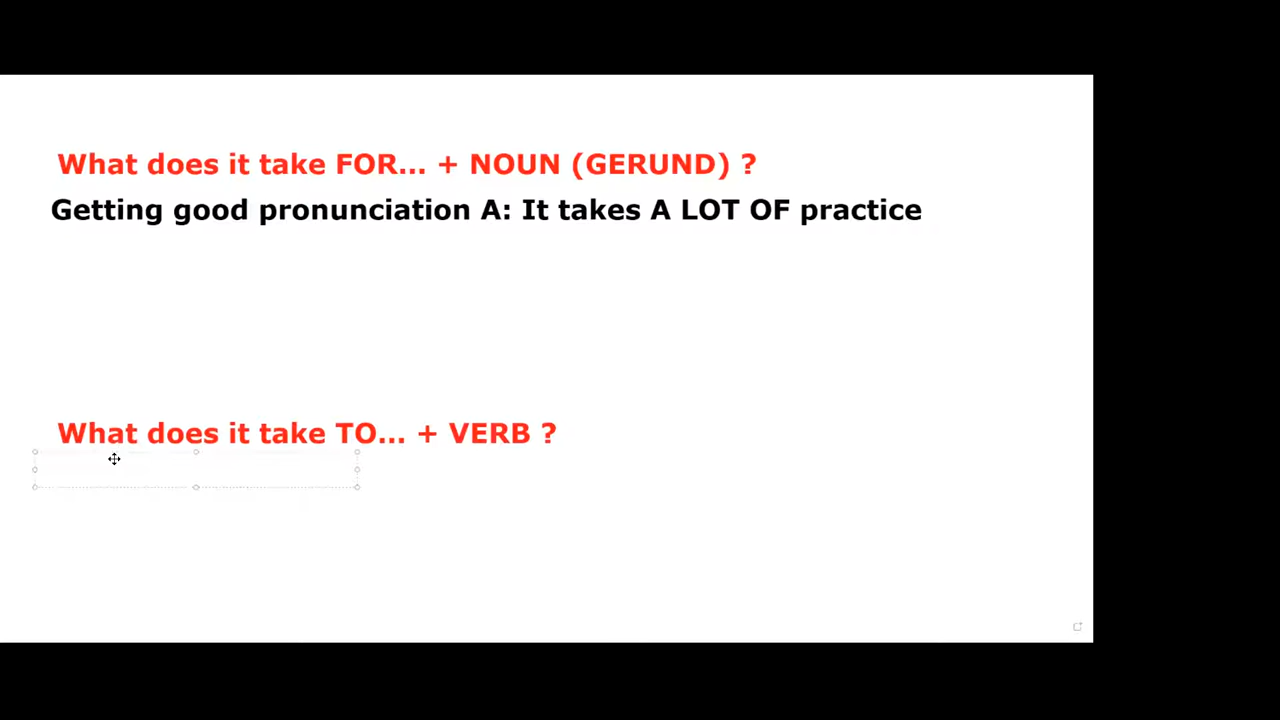 What does it take FOR... + NOUN (GERUND) ?
Getting good pronunciation A: It takes A LOT OF practice
What does it take TO... + VERB ?